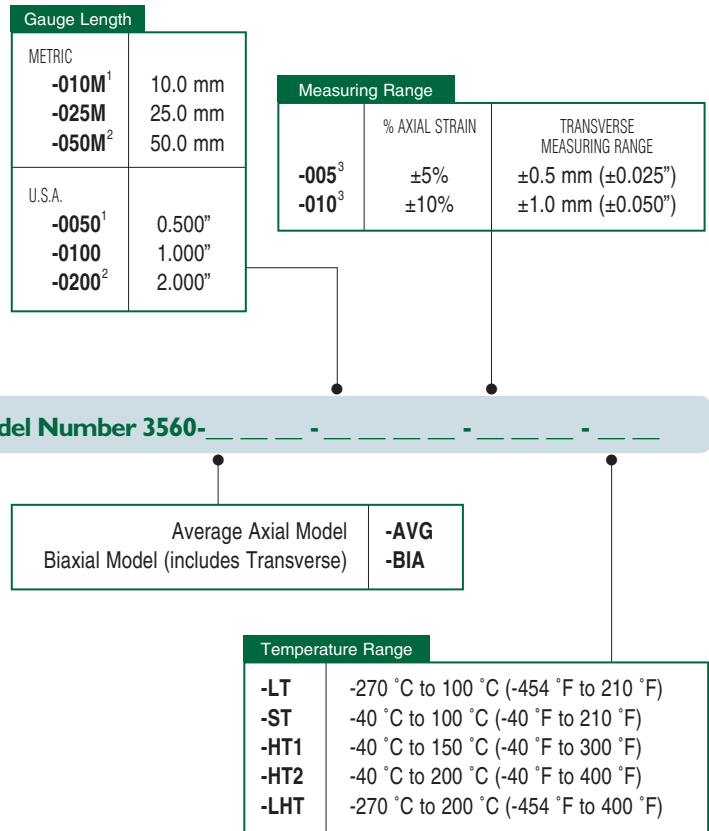 Gauge Length
METRIC
-010M¹ 10.0 mm
-025M 25.0 mm
-050M² 50.0 mm
U.S.A.
-0050¹ 0.500”
-0100 1.000”
-0200² 2.000”
Measuring Range
% AXIAL STRAIN TRANSVERSE
MEASURING RANGE
-005³ ±5% ±0.5 mm (±0.025”)
-010³ ±10% ±1.0 mm (±0.050”)
del Number 3560-__ __ __ - __ __ __ __ - __ __ __ - __ __
Average Axial Model -AVG
Biaxial Model (includes Transverse) -BIA
Temperature Range
-LT -270 ˚C to 100 ˚C (-454 ˚F to 210 ˚F)
-ST -40 ˚C to 100 ˚C (-40 ˚F to 210 ˚F)
-HT1 -40 ˚C to 150 ˚C (-40 ˚F to 300 ˚F)
-HT2 -40 ˚C to 200 ˚C (-40 ˚F to 400 ˚F)
-LHT -270 ˚C to 200 ˚C (-454 ˚F to 400 ˚F)